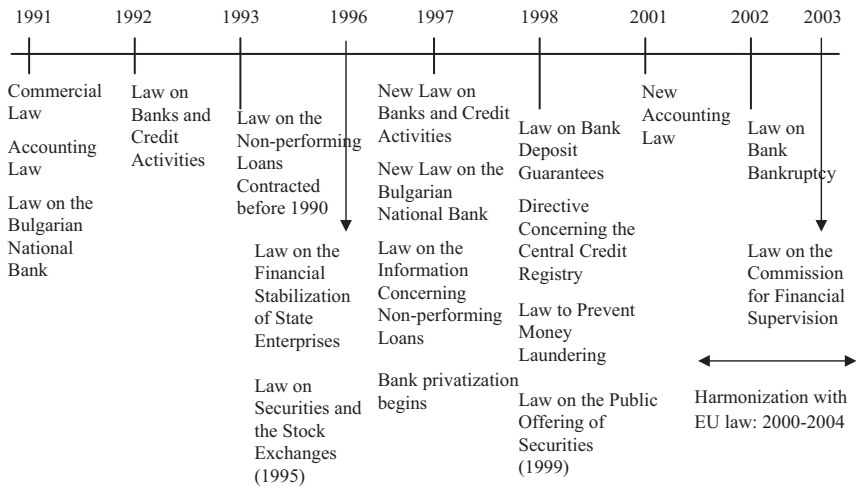 1991
1992
1993
1996
1997
1998
2001
2002
2003
Commercial
Law
Accounting
Law
Law on the
Bulgarian
National
Bank
Law on
Banks and
Credit
Activities
Law on the
Non-performing
Loans
Contracted
before 1990
Law on the
Financial
Stabilization
of State
Enterprises
Law on
Securities and
the Stock
Exchanges
(1995)
New Law on
Banks and Credit
Activities
New Law on the
Bulgarian
National Bank
Law on the
Information
Concerning
Non-performing
Loans
Bank privatization
begins
Law on Bank
Deposit
Guarantees
Directive
Concerning the
Central Credit
Registry
Law to Prevent
Money
Laundering
Law on the Public
Offering of
Securities
(1999)
New
Accounting
Law
Law on
Bank
Bankruptcy
Law on the
Commission
for Financial
Supervision
Harmonization with
EU law: 2000-2004